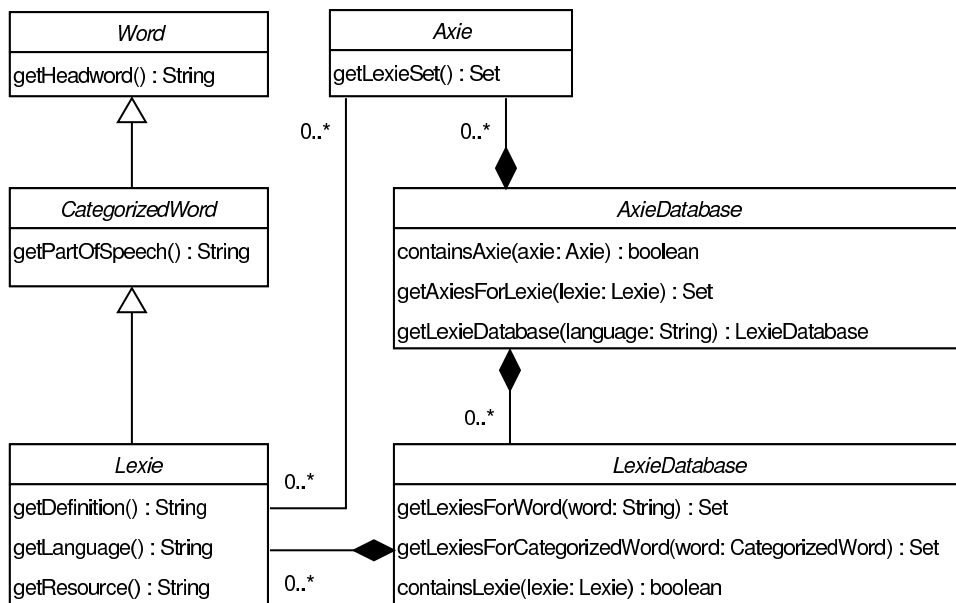 Word
getHeadword() : String
Axie
getLexieSet() : Set
0..*
0..*
CategorizedWord
getPartOfSpeech() : String
AxieDatabase
containsAxie(axie: Axie) : boolean
getAxiesForLexie(lexie: Lexie) : Set
getLexieDatabase(language: String) : LexieDatabase
0..*
Lexie
getDefinition() : String
getLanguage() : String
getResource() : String
0..*
0..*
LexieDatabase
getLexiesForWord(word: String) : Set
getLexiesForCategorizedWord(word: CategorizedWord) : Set
containsLexie(lexie: Lexie) : boolean